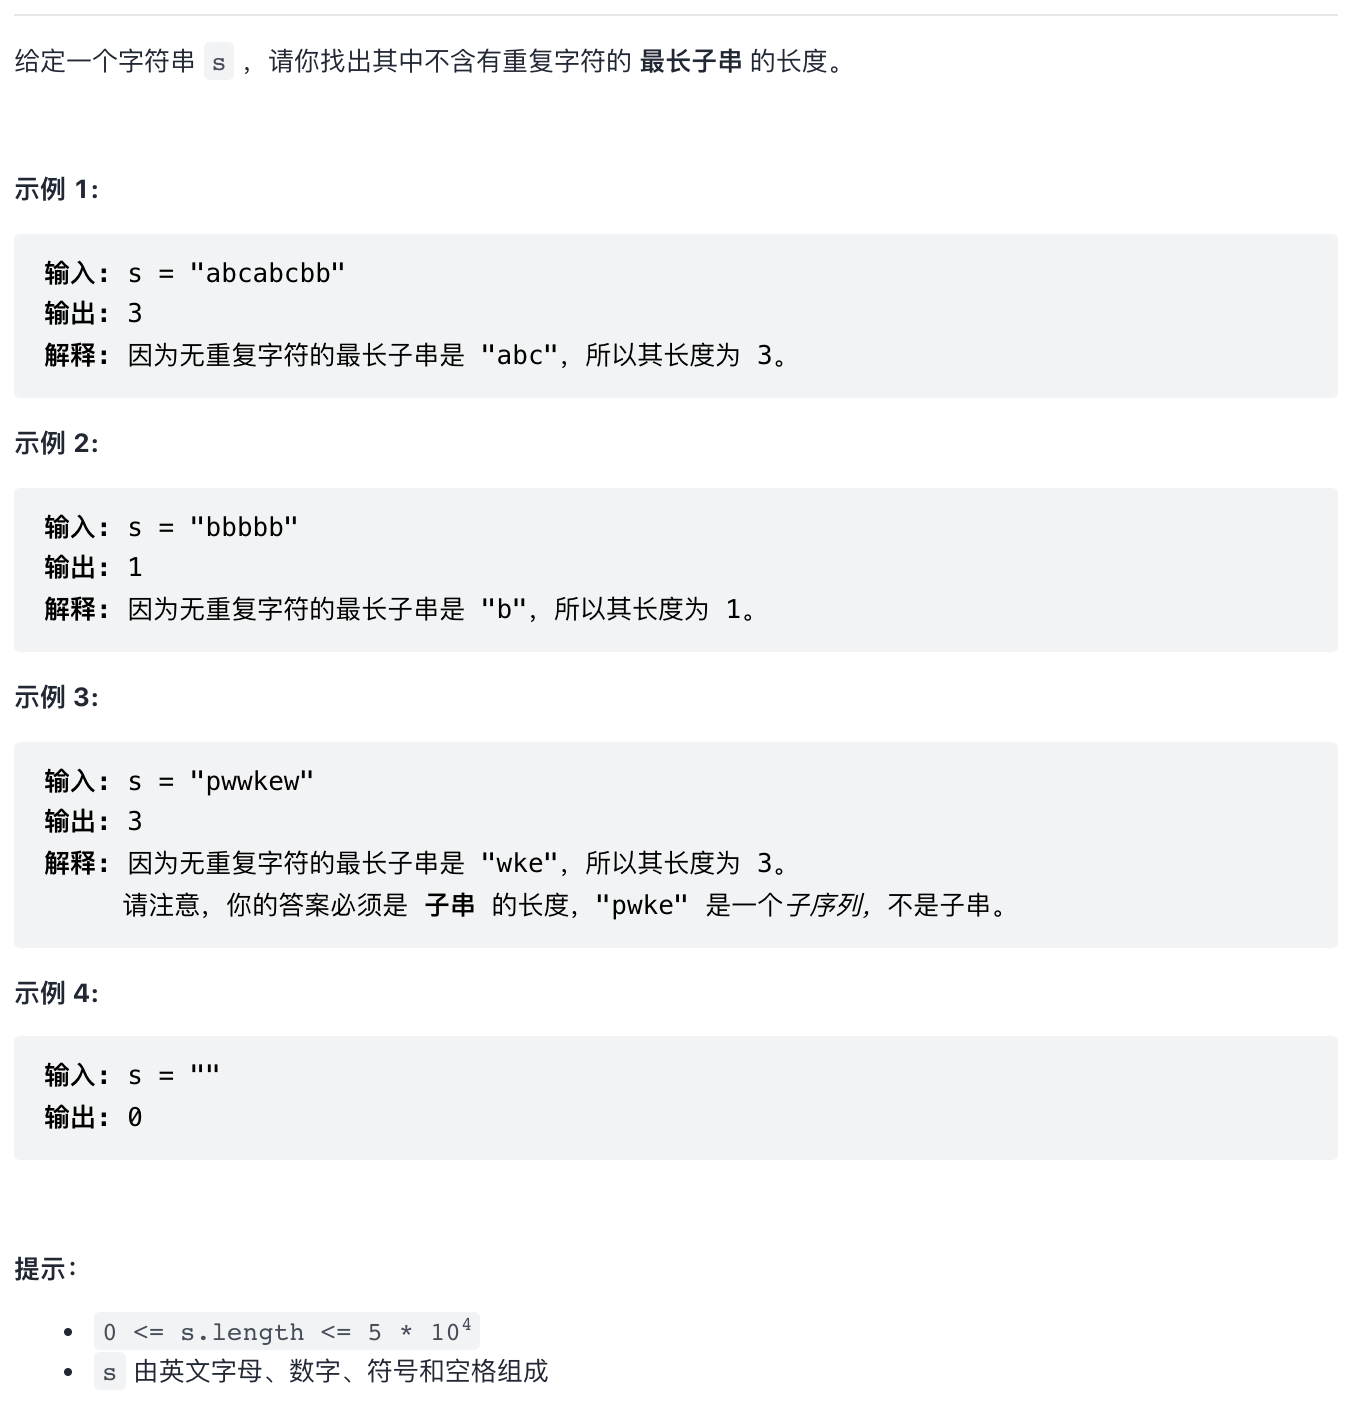 给定一个字符串 s ，请你找出其中不含有重复字符的 最长子串 的长度。
示例 1:
输入: s = "abcabcbb"
输出: 3
解释: 因为无重复字符的最长子串是 "abc"，所以其长度为 3。
示例 2:
输入: s = "bbbbb"
输出: 1
解释: 因为无重复字符的最长子串是 "b"，所以其长度为 1。
示例 3:
输入: s = "pwwkew"
输出: 3
解释: 因为无重复字符的最长子串是 "wke"，所以其长度为 3。
请注意，你的答案必须是 子串 的长度，"pwke" 是一个子序列，不是子串。
示例 4:
输入: s = ""
输出: 0
提示：
• 0 <= s.length <= 5 * 10⁴
• s 由英文字母、数字、符号和空格组成